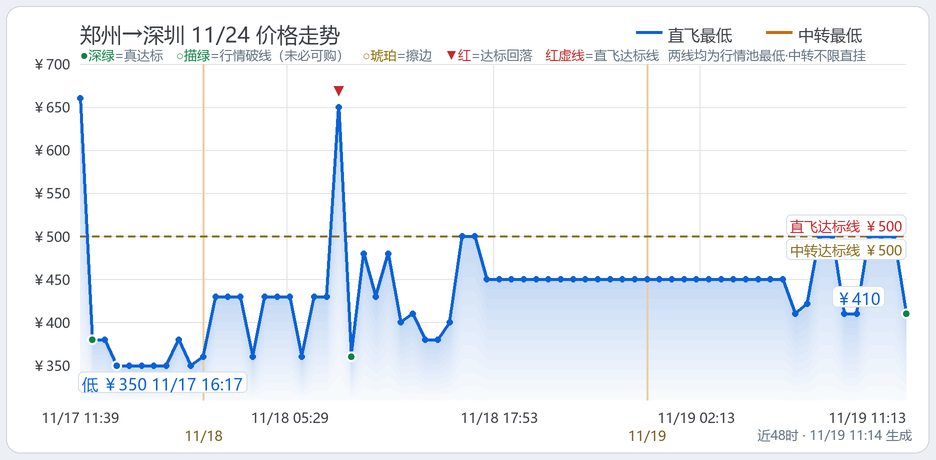 郑州→深圳 11/24 价格走势
直飞最低 中转最低
●深绿=真达标 ○描绿=行情破线（未必可购） ○琥珀=擦边 ▼红=达标回落 红虚线=直飞达标线 两线均为行情池最低·中转不限直挂
¥700
¥650
¥600
¥550
¥500
¥450
¥400
¥350
直飞达标线 ¥500
中转达标线 ¥500
¥410
低 ¥350 11/17 16:17
11/17 11:39 11/18 05:29 11/18 17:53 11/19 02:13 11/19 11:13
11/18 11/19
近48时 · 11/19 11:14 生成